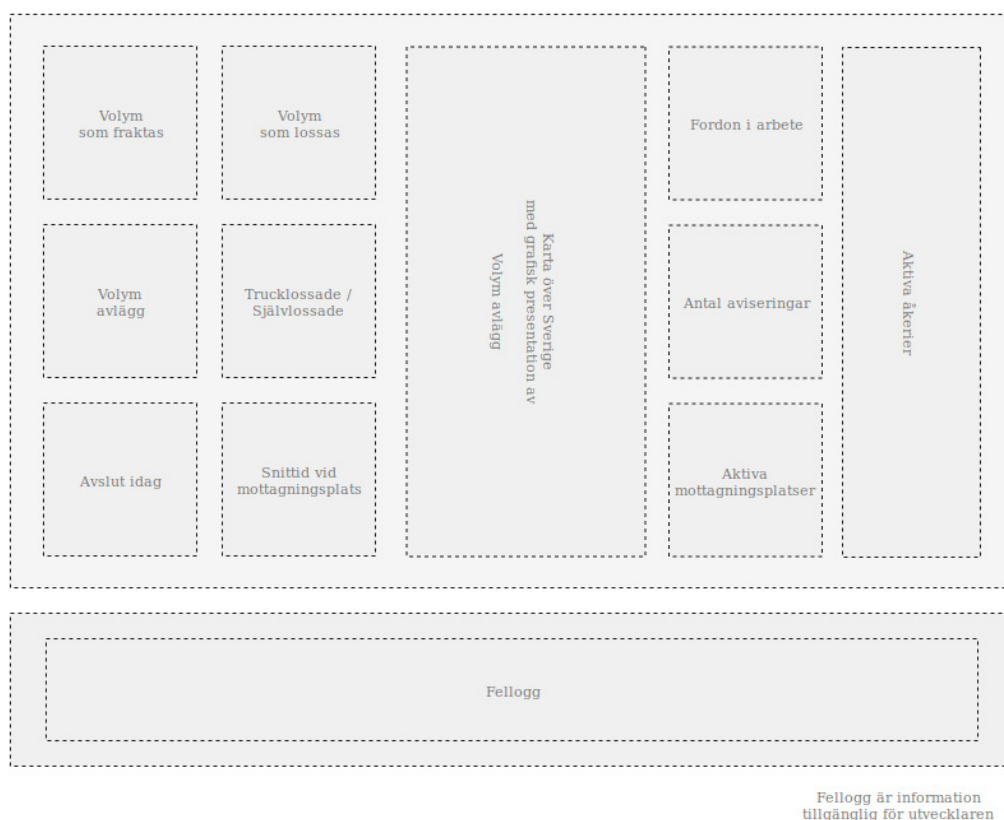 Volym
som fraktas
Volym
som lossas
Karta över Sverige
med grafisk presentation av
Volym avlägg
Fordon i arbete
Aktiva åkerier
Volym
avlägg
Trucklossade /
Självlossade
Antal aviseringar
Avslut idag
Snittid vid
mottagningsplats
Aktiva
mottagningsplatser
Fellogg
Fellogg är information
tillgänglig för utvecklaren